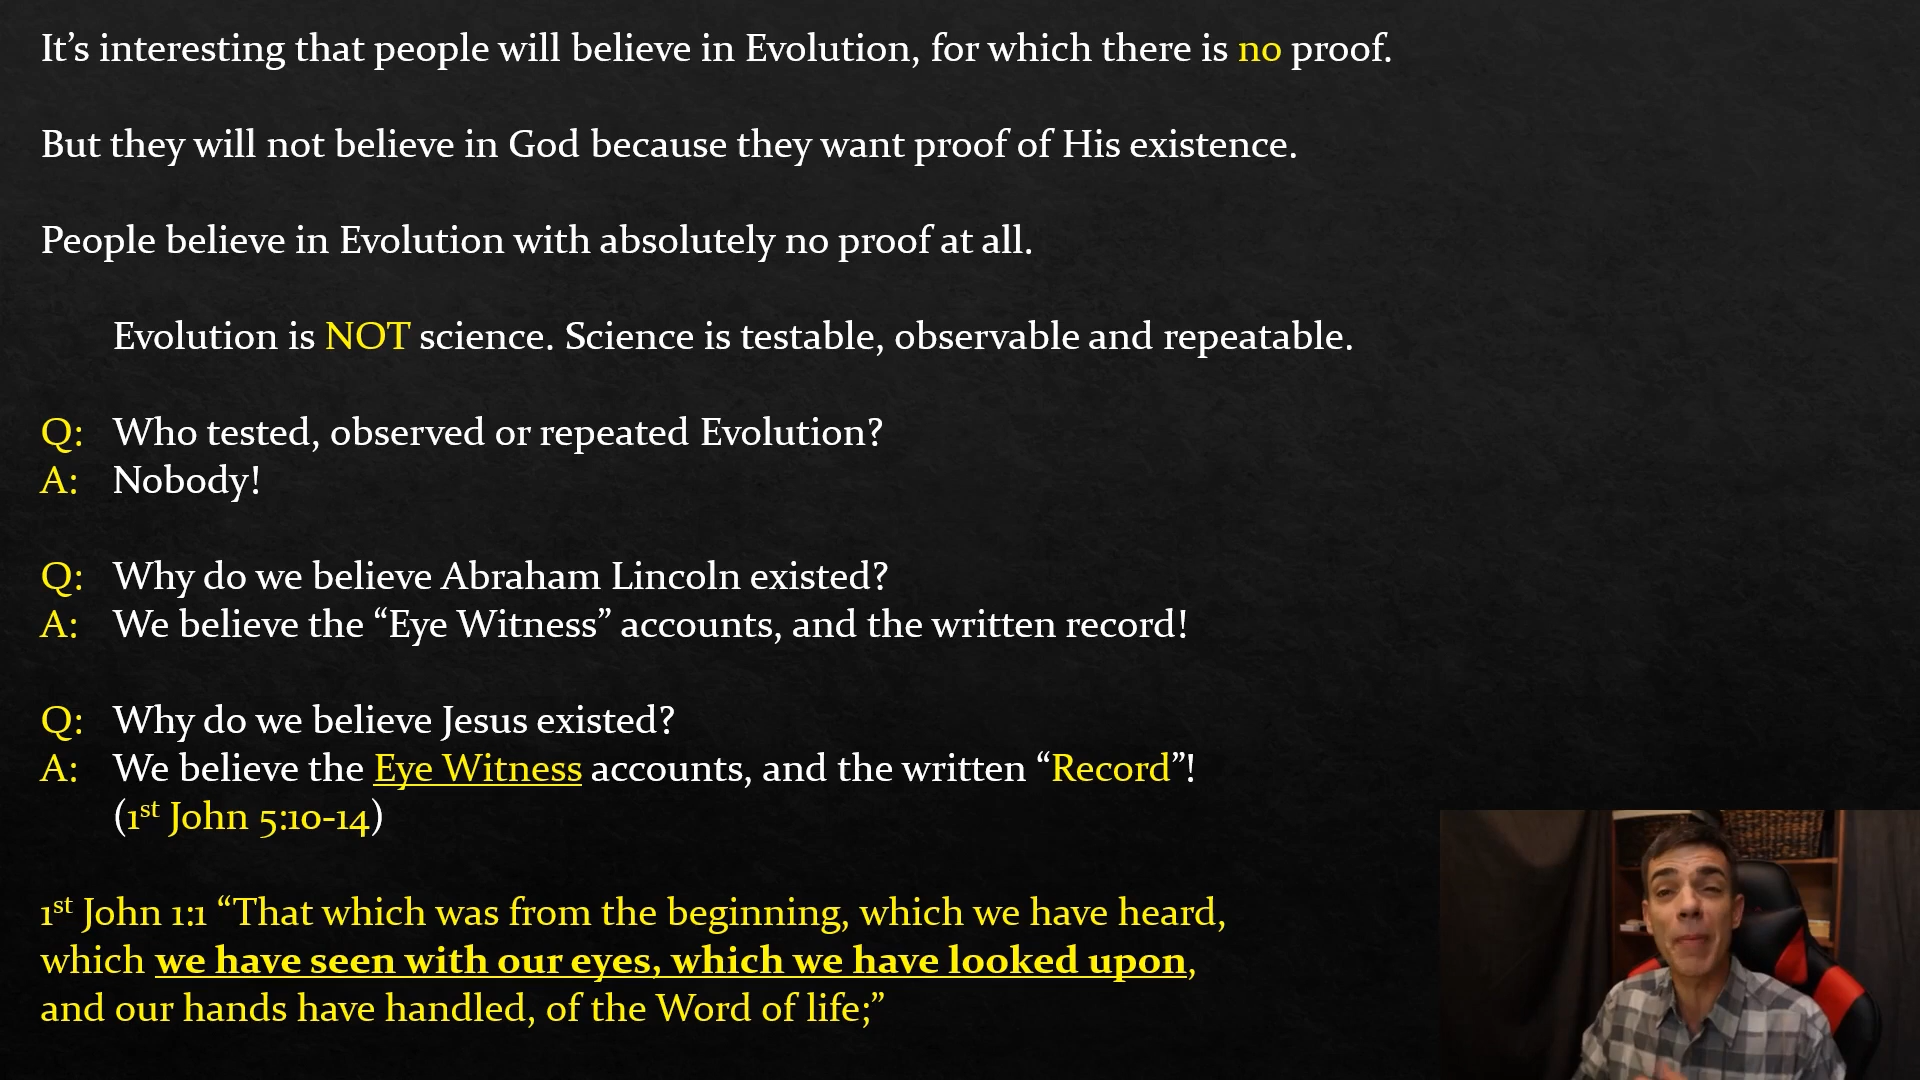 It’s interesting that people will believe in Evolution, for which there is no proof.
But they will not believe in God because they want proof of His existence.
People believe in Evolution with absolutely no proof at all.
Evolution is NOT science. Science is testable, observable and repeatable.
Q: Who tested, observed or repeated Evolution?
A: Nobody!
Q: Why do we believe Abraham Lincoln existed?
A: We believe the “Eye Witness” accounts, and the written record!
Q: Why do we believe Jesus existed?
A: We believe the Eye Witness accounts, and the written “Record”!
(1st John 5:10-14)
1st John 1:1 “That which was from the beginning, which we have heard,
which we have seen with our eyes, which we have looked upon,
and our hands have handled, of the Word of life;”